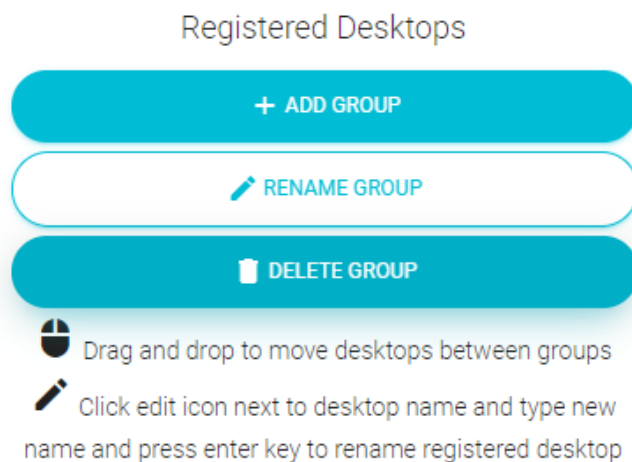 Registered Desktops
ADD GROUP
RENAME GROUP
DELETE GROUP
Drag and drop to move desktops between groups
Click edit icon next to desktop name and type new
name and press enter key to rename registered desktop